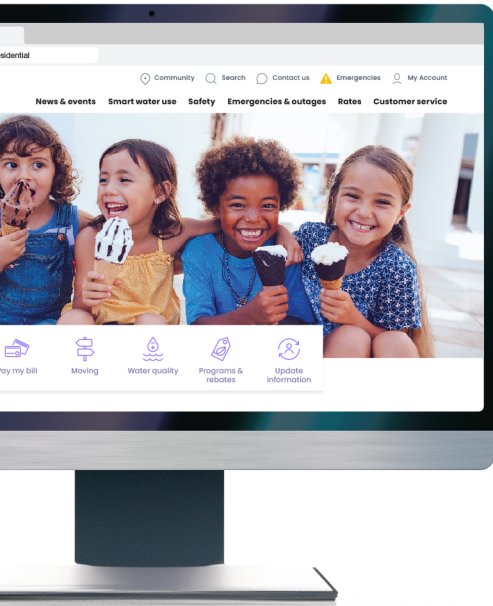 sidential
Community Search Contact us Emergencies My Account
News & events Smart water use Safety Emergencies & outages Rates Customer service
Pay my bill Moving Water quality Programs & Update
rebates information